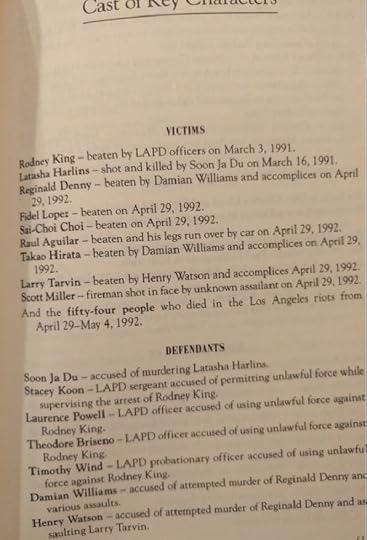 Cast of Key Characters
VICTIMS
Rodney King – beaten by LAPD officers on March 3, 1991.
Latasha Harlins – shot and killed by Soon Ja Du on March 16, 1991.
Reginald Denny – beaten by Damian Williams and accomplices on April
29, 1992.
Fidel Lopez – beaten on April 29, 1992.
Sai-Choi Choi – beaten on April 29, 1992.
Raul Aguilar – beaten and his legs run over by car on April 29, 1992.
Takao Hirata – beaten by Damian Williams and accomplices on April 29,
1992.
Larry Tarvin – beaten by Henry Watson and accomplices April 29, 1992.
Scott Miller – fireman shot in face by unknown assailant on April 29, 1992.
And the fifty-four people who died in the Los Angeles riots from
April 29–May 4, 1992.
DEFENDANTS
Soon Ja Du – accused of murdering Latasha Harlins.
Stacey Koon – LAPD sergeant accused of permitting unlawful force while
supervising the arrest of Rodney King.
Laurence Powell – LAPD officer accused of using unlawful force against
Rodney King.
Theodore Briseno – LAPD officer accused of using unlawful force against
Rodney King.
Timothy Wind – LAPD probationary officer accused of using unlawful
force against Rodney King.
Damian Williams – accused of attempted murder of Reginald Denny and
various assaults.
Henry Watson – accused of attempted murder of Reginald Denny and as
saulting Larry Tarvin.